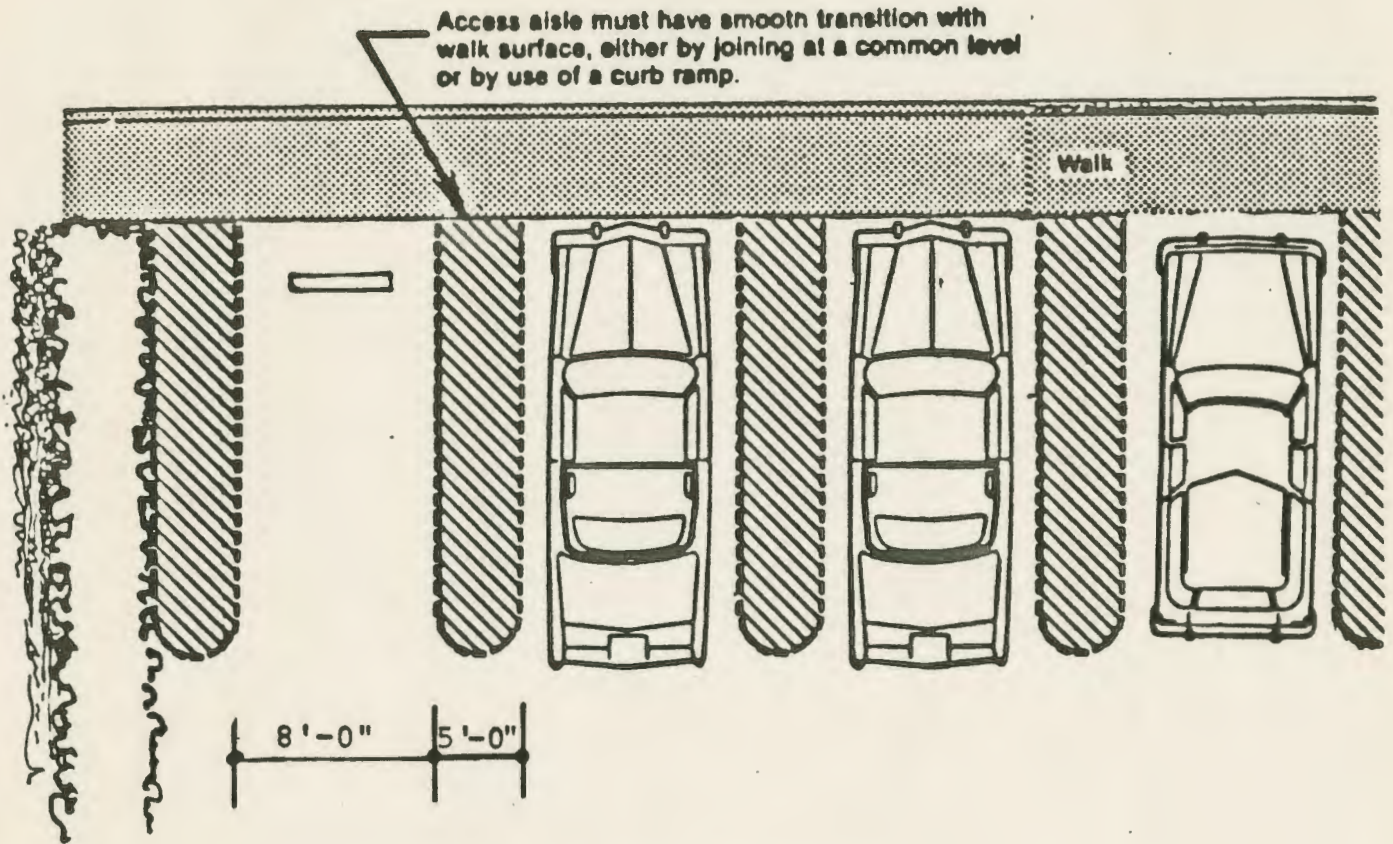 Access aisle must have smooth transition with
walk surface, either by joining at a common level
or by use of a curb ramp.
Walk
8'-0" 5'-0"